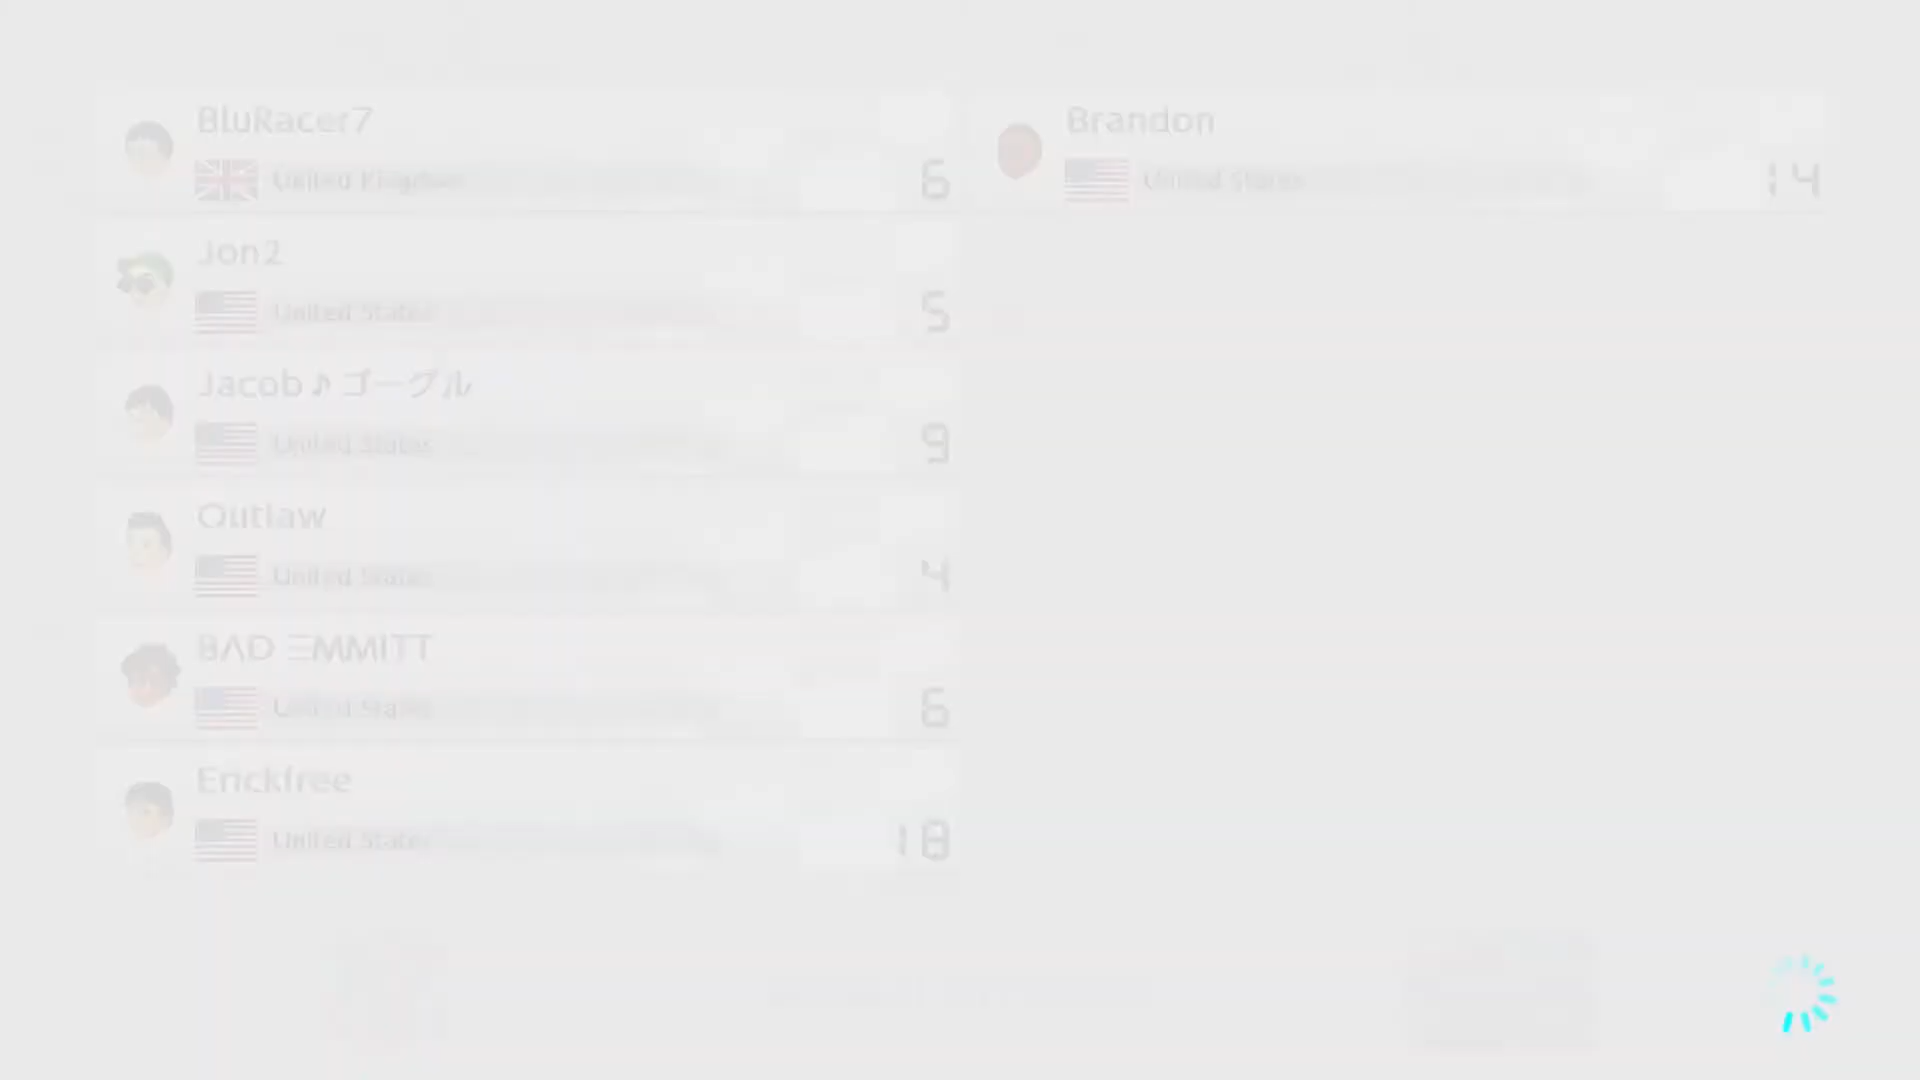 BluRacer7
United Kingdom
6
Jon2
United States
5
Jacob♪ゴーグル
United States
9
Outlaw
United States
4
BΛD ΞMMITT
United States
6
Erickfree
United States
18
Brandon
United States
14